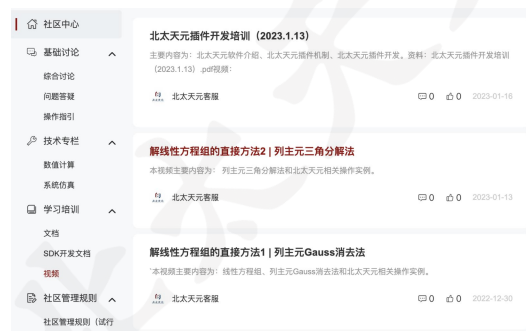 社区中心
基础讨论
综合讨论
问题答疑
操作指引
技术专栏
数值计算
系统仿真
学习培训
文档
SDK开发文档
视频
社区管理规则
社区管理规则（试行
北太天元插件开发培训（2023.1.13）
主要内容为：北太天元软件介绍、北太天元插件机制、北太天元插件开发。资料：北太天元插件开发培训
（2023.1.13）.pdf视频：
北太天元客服
0 0 2023-01-16
解线性方程组的直接方法2 | 列主元三角分解法
本视频主要内容为： 列主元三角分解法和北太天元相关操作实例。
北太天元客服
0 0 2023-01-13
解线性方程组的直接方法1 | 列主元Gauss消去法
`本视频主要内容为：线性方程组、列主元Gauss消去法和北太天元相关操作实例。
北太天元客服
0 0 2022-12-30